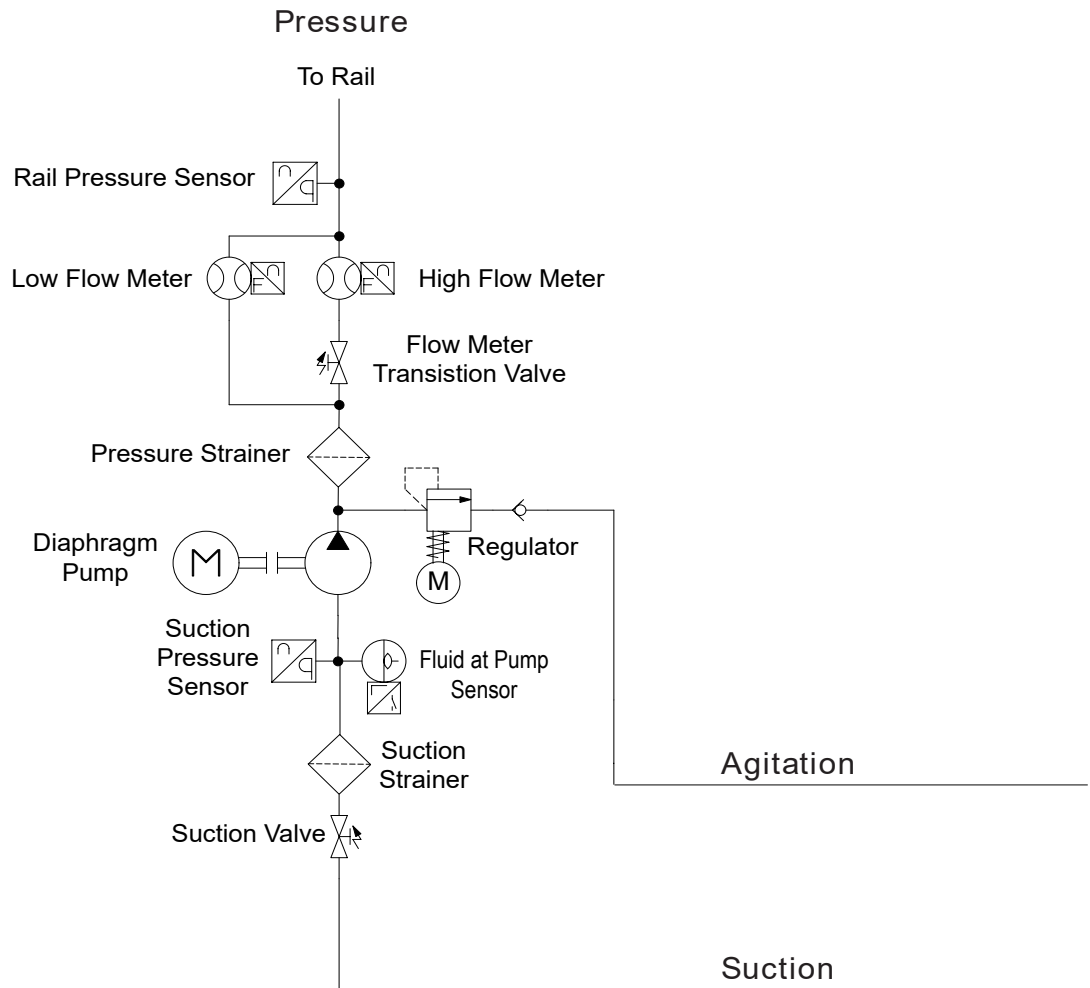 Pressure
To Rail
Rail Pressure Sensor
Low Flow Meter
F
F
High Flow Meter
Flow Meter
Transistion Valve
Pressure Strainer
Diaphragm
Pump
M
M
Regulator
Suction
Pressure
Sensor
Fluid at Pump
Sensor
Suction
Strainer
Agitation
Suction Valve
Suction